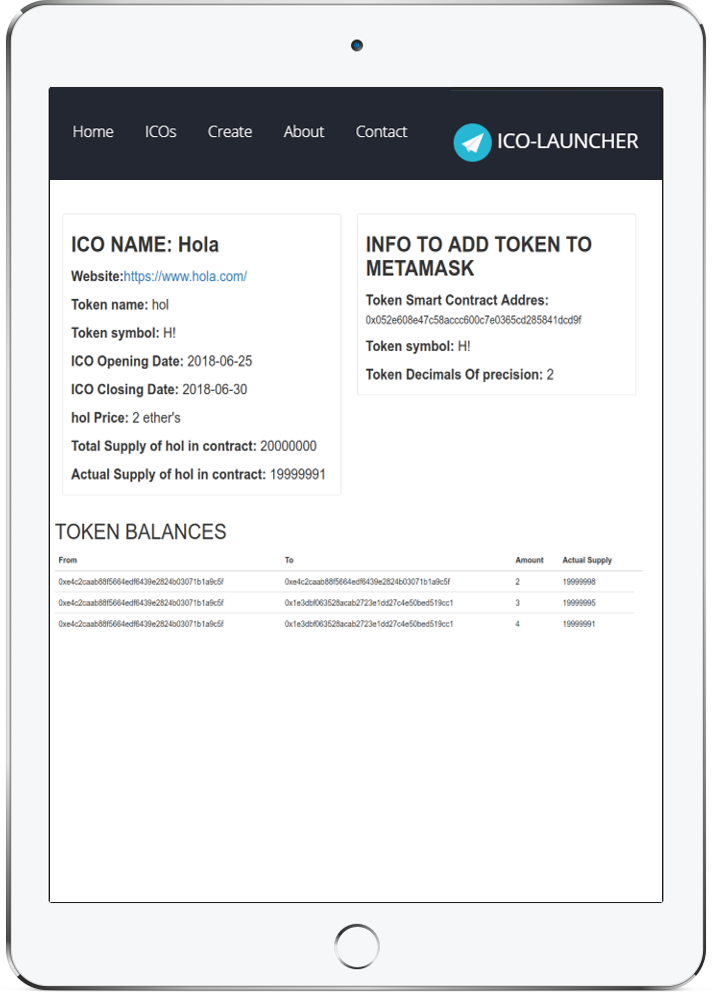 Home ICOs Create About Contact ICO-LAUNCHER
ICO NAME: Hola
Website:https://www.hola.com/
Token name: hol
Token symbol: H!
ICO Opening Date: 2018-06-25
ICO Closing Date: 2018-06-30
hol Price: 2 ether's
Total Supply of hol in contract: 20000000
Actual Supply of hol in contract: 19999991
INFO TO ADD TOKEN TO
METAMASK
Token Smart Contract Addres:
0x052e608e47c58accc600c7e0365cd285841dcd9f
Token symbol: H!
Token Decimals Of precision: 2
TOKEN BALANCES
From To Amount Actual Supply
0xe4c2caab88f5664edf6439e2824b03071b1a9c5f 0xe4c2caab88f5664edf6439e2824b03071b1a9c5f 2 19999998
0xe4c2caab88f5664edf6439e2824b03071b1a9c5f 0x1e3dbf063528acab2723e1dd27c4e50bed519cc1 3 19999995
0xe4c2caab88f5664edf6439e2824b03071b1a9c5f 0x1e3dbf063528acab2723e1dd27c4e50bed519cc1 4 19999991